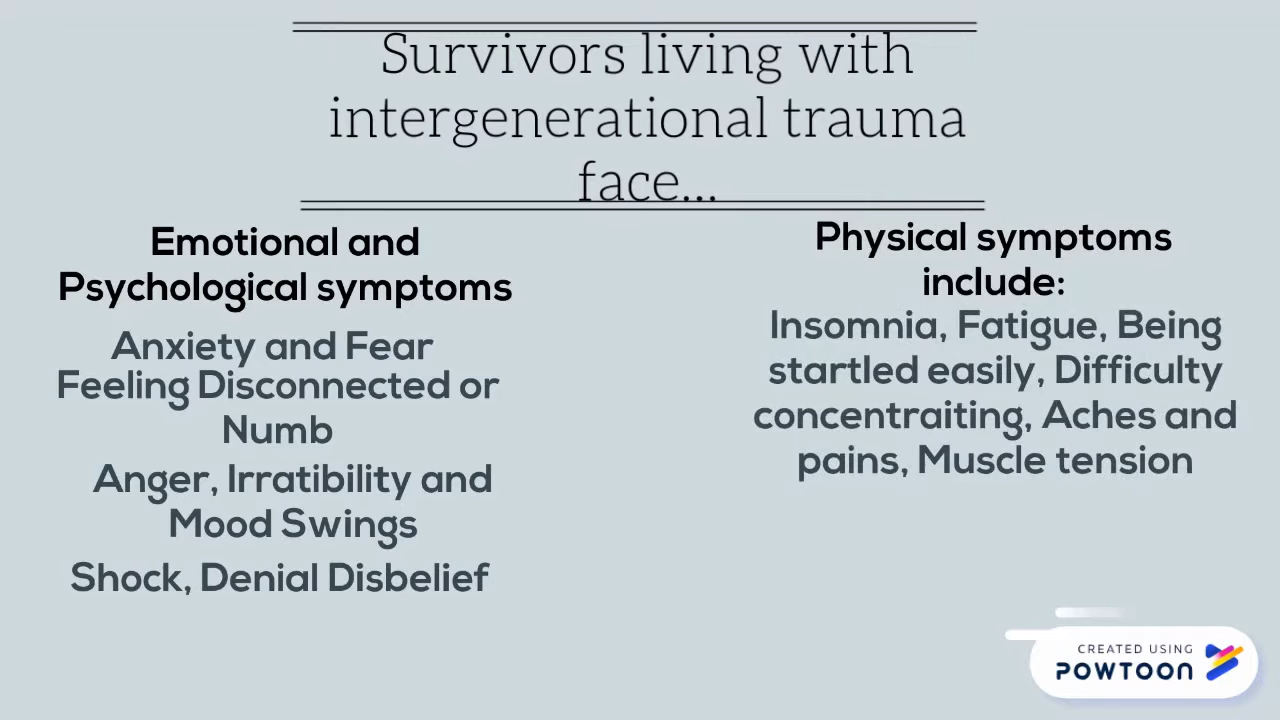 Survivors living with
intergenerational trauma
face...
Emotional and
Psychological symptoms
Anxiety and Fear
Feeling Disconnected or
Numb
Anger, Irratibility and
Mood Swings
Shock, Denial Disbelief
Physical symptoms
include:
Insomnia, Fatigue, Being
startled easily, Difficulty
concentraiting, Aches and
pains, Muscle tension
CREATED USING
POWTOON